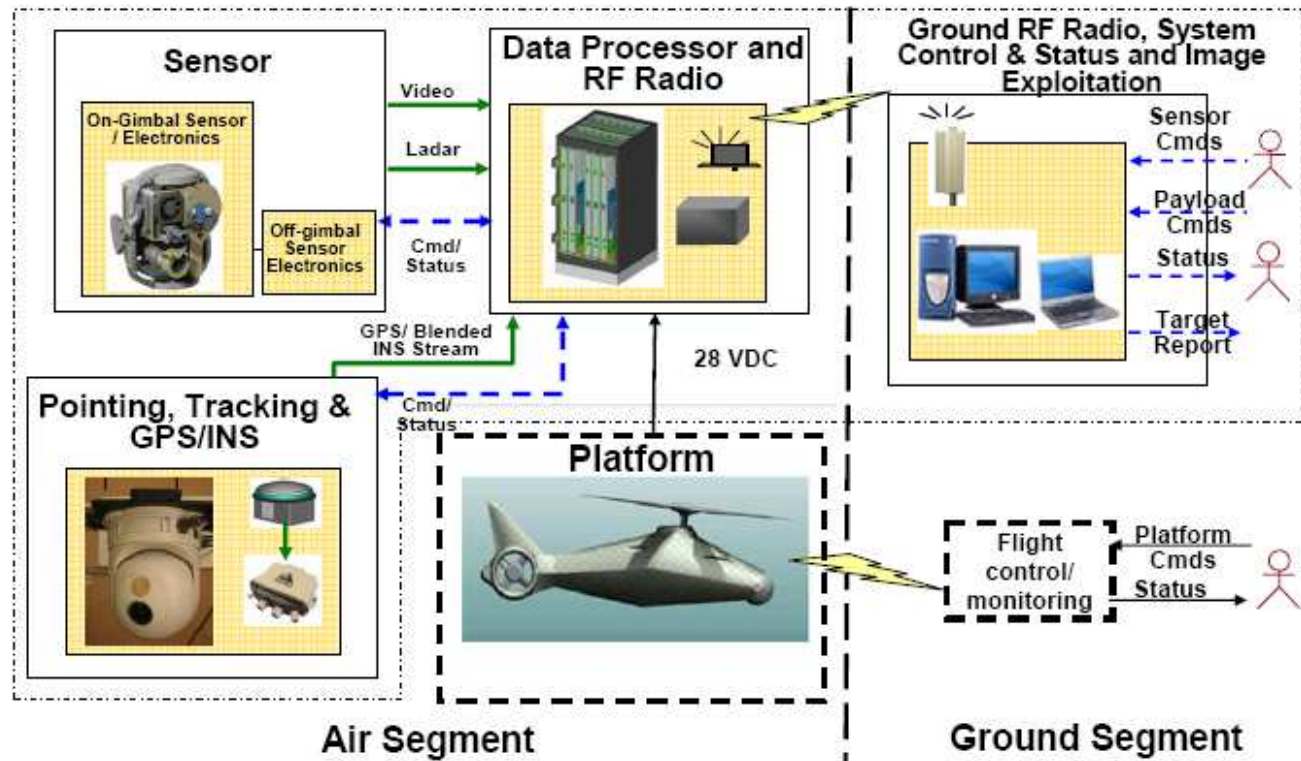 Sensor
On-Gimbal Sensor
/ Electronics
Off-gimbal
Sensor
Electronics
Video
Ladar
Cmd/
Status
Data Processor and
RF Radio
Ground RF Radio, System
Control & Status and Image
Exploitation
Sensor
Cmds
Payload
Cmds
Status
Target
Report
GPS/ Blended
INS Stream
Cmd/
Status
28 VDC
Pointing, Tracking &
GPS/INS
Platform
Flight
control/
monitoring
Platform
Cmds
Status
Air Segment
Ground Segment